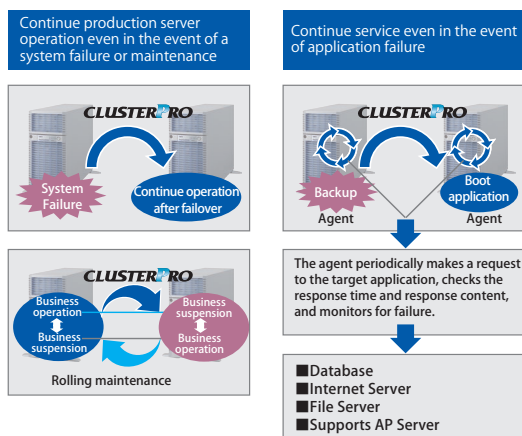 Continue production server
operation even in the event of a
system failure or maintenance
CLUSTERPRO
System
Failure
Continue operation
after failover
CLUSTERPRO
Business
operation
Business
suspension
Business
suspension
Business
operation
Rolling maintenance
Continue service even in the event
of application failure
CLUSTERPRO
Backup
Agent
Boot
application
Agent
The agent periodically makes a request
to the target application, checks the
response time and response content,
and monitors for failure.
■Database
■Internet Server
■File Server
■Supports AP Server